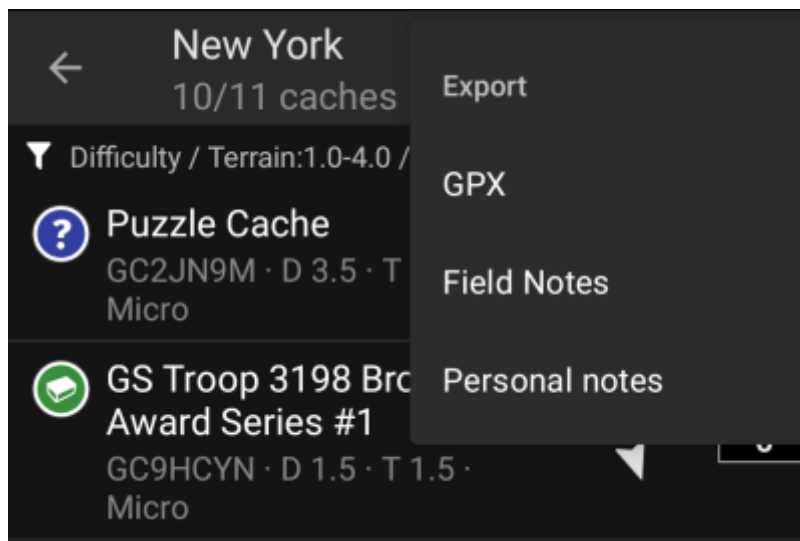 New York
10/11 caches
Difficulty / Terrain:1.0-4.0 /
Puzzle Cache
GC2JN9M · D 3.5 · T
Micro
GS Troop 3198 Bro
Award Series #1
GC9HCYN · D 1.5 · T 1.5 ·
Micro
Export
GPX
Field Notes
Personal notes